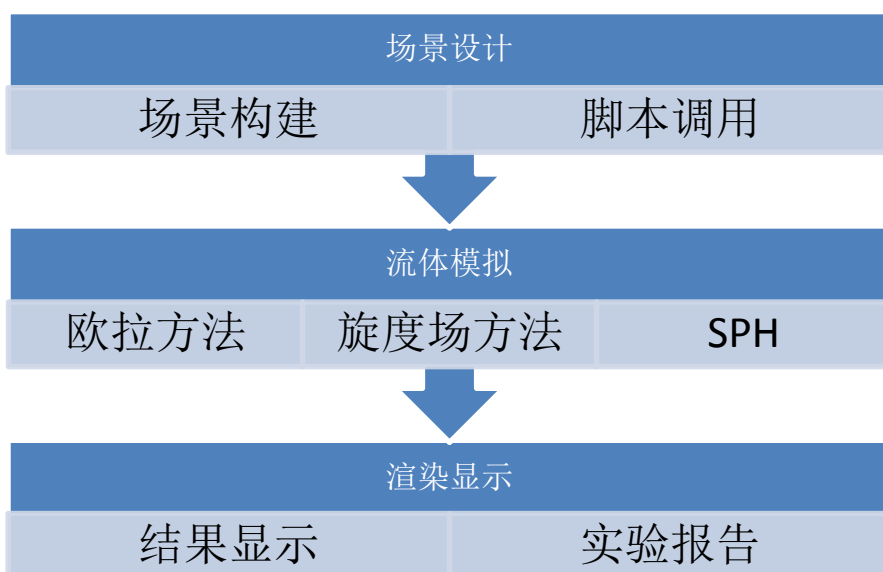 场景设计
场景构建 脚本调用
流体模拟
欧拉方法 旋度场方法 SPH
渲染显示
结果显示 实验报告